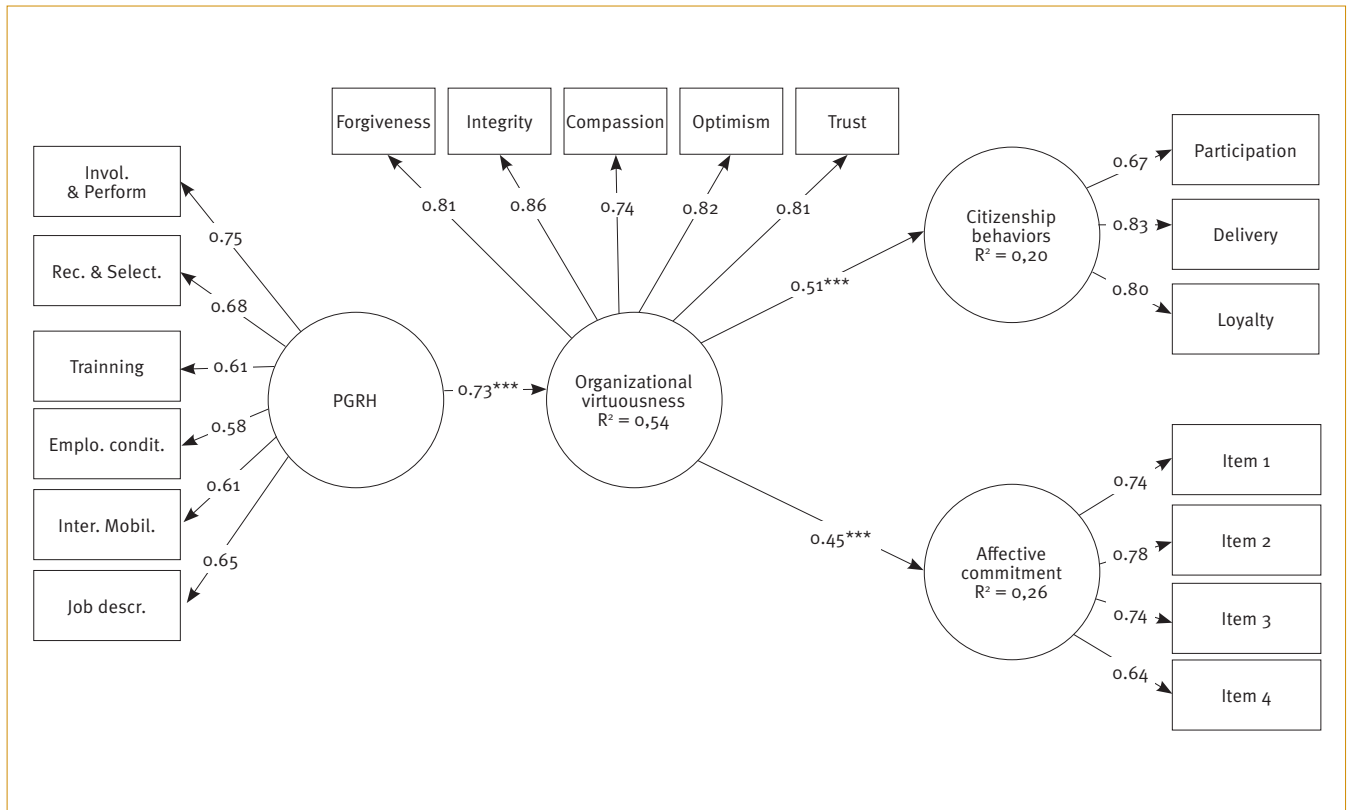 Forgiveness
Integrity
Compassion
Optimism
Trust
Invol.
& Perform
Rec. & Select.
Trainning
Emplo. condit.
Inter. Mobil.
Job descr.
0.75
0.68
0.61
0.58
0.61
0.65
PGRH
0.73***
0.81
0.86
0.74
0.82
0.81
Organizational
virtuousness
R² = 0,54
0.51***
0.45***
Citizenship
behaviors
R² = 0,20
0.67
0.83
0.80
Participation
Delivery
Loyalty
Affective
commitment
R² = 0,26
0.74
0.78
0.74
0.64
Item 1
Item 2
Item 3
Item 4